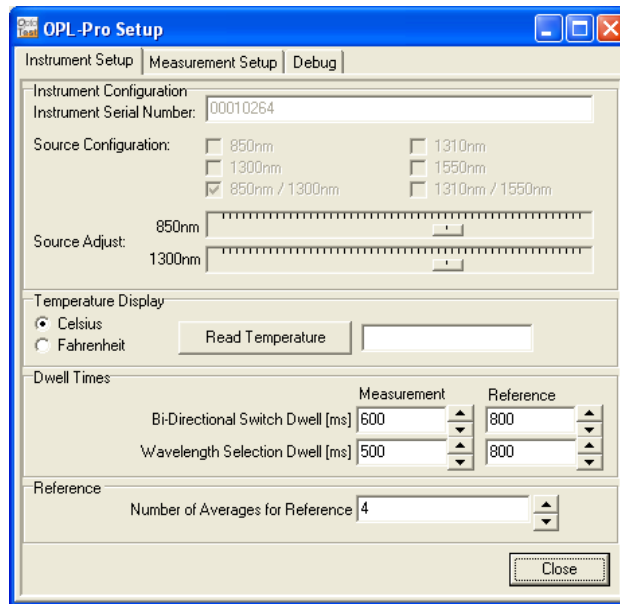 Opto Test OPL-Pro Setup
Instrument Setup Measurement Setup Debug
Instrument Configuration
Instrument Serial Number: 00010264
Source Configuration: 850nm 1310nm
1300nm 1550nm
850nm / 1300nm 1310nm / 1550nm
850nm
Source Adjust:
1300nm
Temperature Display
Celsius
Fahrenheit
Read Temperature
Dwell Times
Measurement Reference
Bi-Directional Switch Dwell [ms] 600 800
Wavelength Selection Dwell [ms] 500 800
Reference
Number of Averages for Reference 4
Close